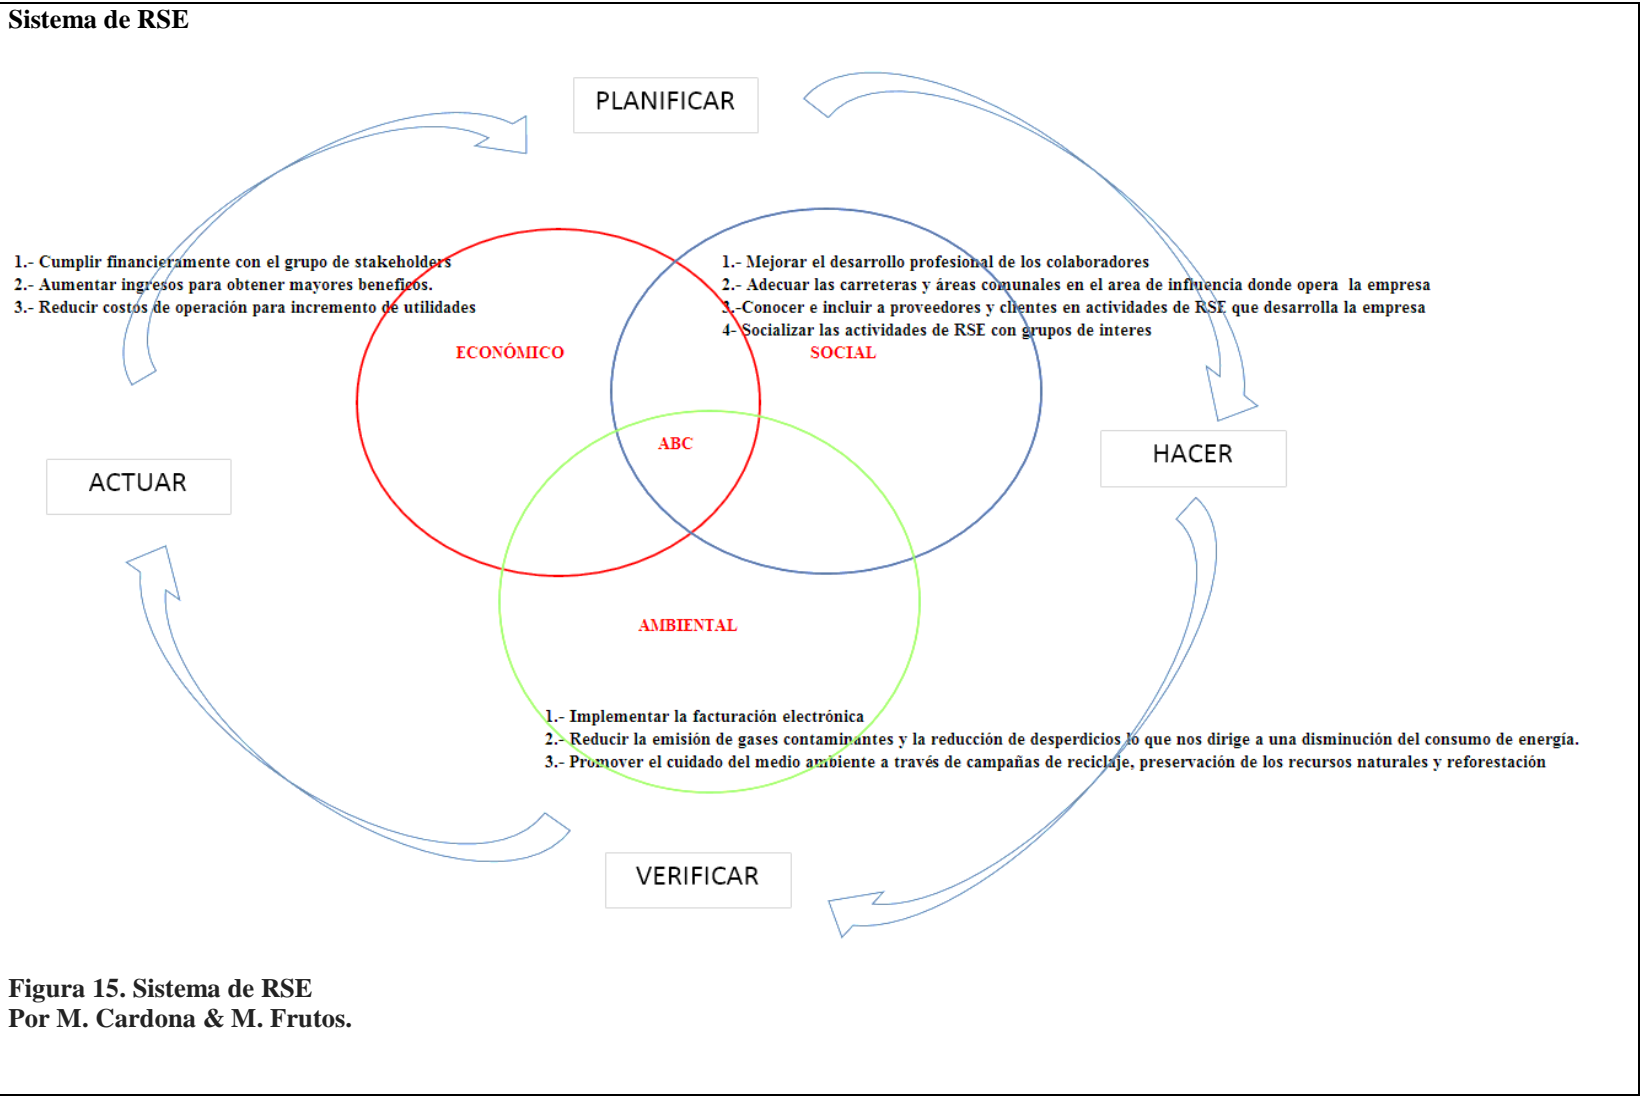 Sistema de RSE
PLANIFICAR
1.- Cumplir financieramente con el grupo de stakeholders
2.- Aumentar ingresos para obtener mayores beneficos.
3.- Reducir costos de operación para incremento de utilidades
1.- Mejorar el desarrollo profesional de los colaboradores
2.- Adecuar las carreteras y áreas comunales en el area de influencia donde opera la empresa
3.-Conocer e incluir a proveedores y clientes en actividades de RSE que desarrolla la empresa
4- Socializar las actividades de RSE con grupos de interes
ECONÓMICO
SOCIAL
ABC
HACER
ACTUAR
AMBIENTAL
1.- Implementar la facturación electrónica
2.- Reducir la emisión de gases contaminantes y la reducción de desperdicios lo que nos dirige a una disminución del consumo de energía.
3.- Promover el cuidado del medio ambiente a través de campañas de reciclaje, preservación de los recursos naturales y reforestación
VERIFICAR
Figura 15. Sistema de RSE
Por M. Cardona & M. Frutos.